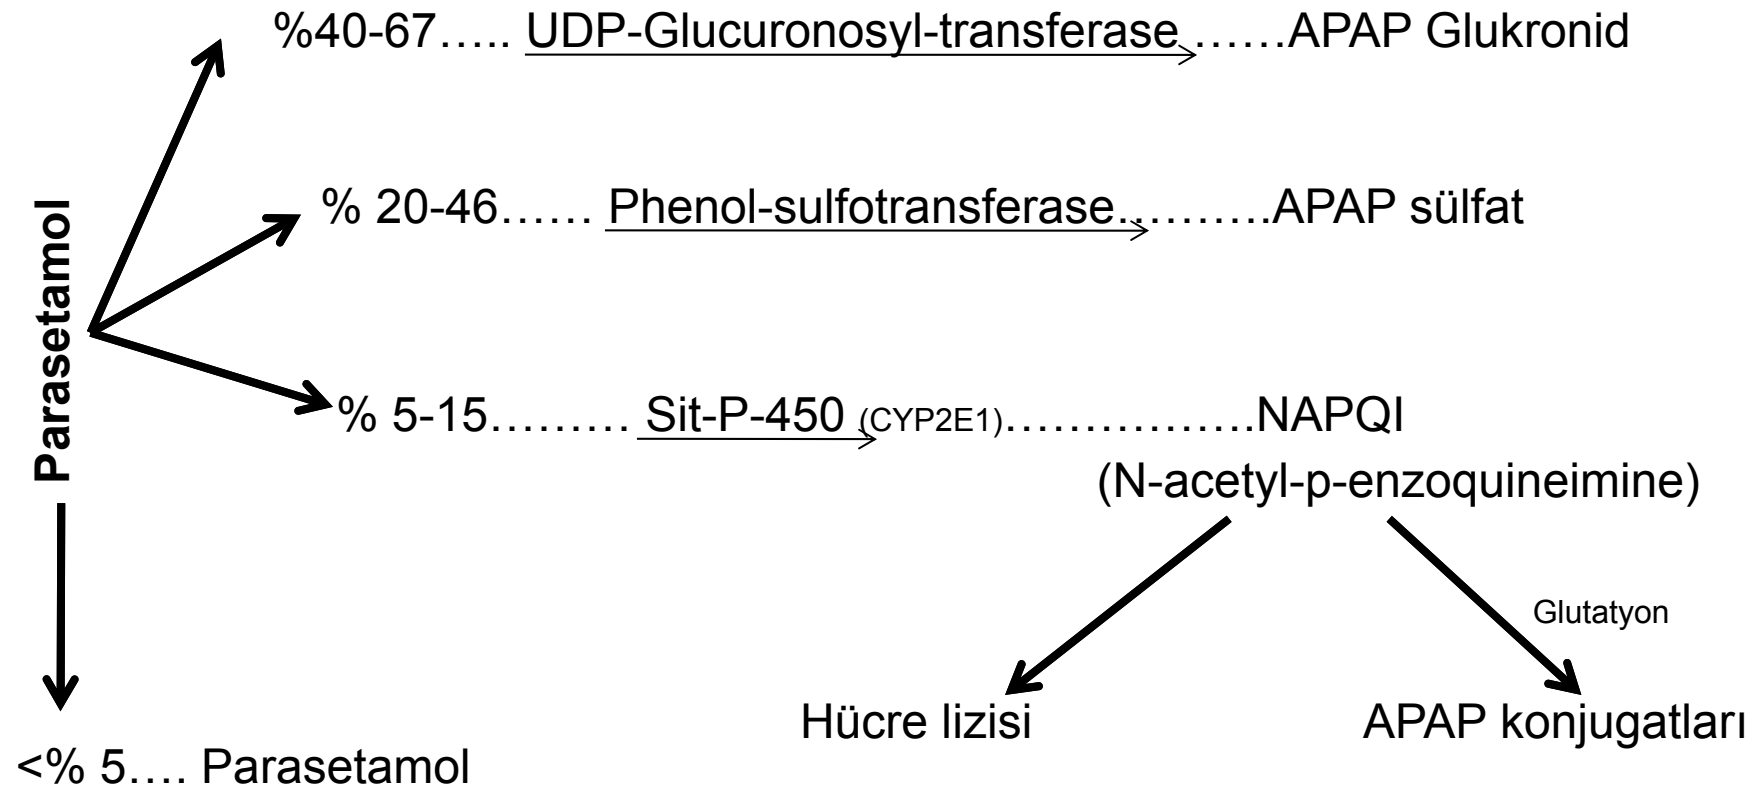 %40-67..... UDP-Glucuronosyl-transferase ......APAP Glukronid
% 20-46...... Phenol-sulfotransferase...........APAP sülfat
Parasetamol
% 5-15......... Sit-P-450 (CYP2E1)................NAPQI
(N-acetyl-p-enzoquineimine)
Glutatyon
Hücre lizisi APAP konjugatları
<% 5.... Parasetamol